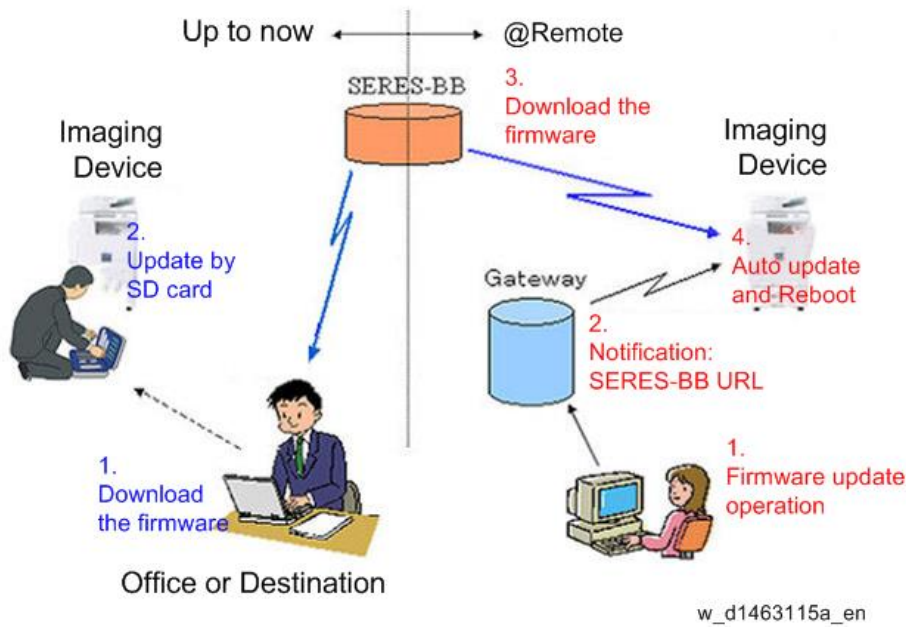 Up to now
@Remote
SERES-BB
3.
Download the
firmware
Imaging
Device
Imaging
Device
2.
Update by
SD card
4.
Auto update
and Reboot
Gateway
2.
Notification:
SERES-BB URL
1.
Download
the firmware
1.
Firmware update
operation
Office or Destination
w_d1463115a_en